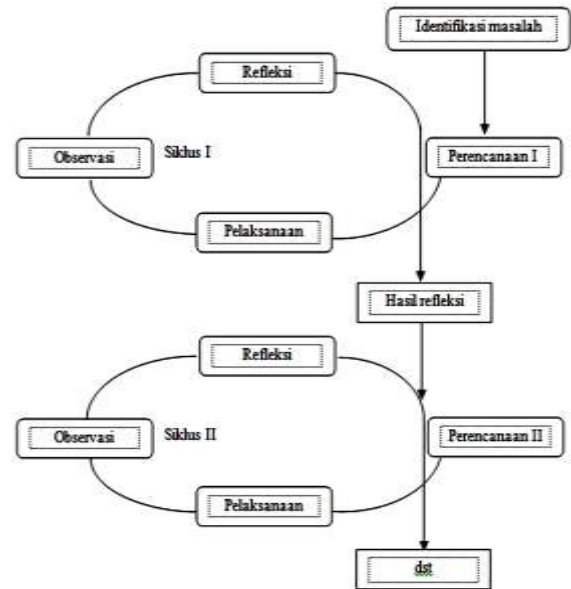 Identifikasi masalah
Refleksi
Observasi
Siklus I
Perencanaan I
Pelaksanaan
Hasil refleksi
Refleksi
Observasi
Siklus II
Perencanaan II
Pelaksanaan
dst